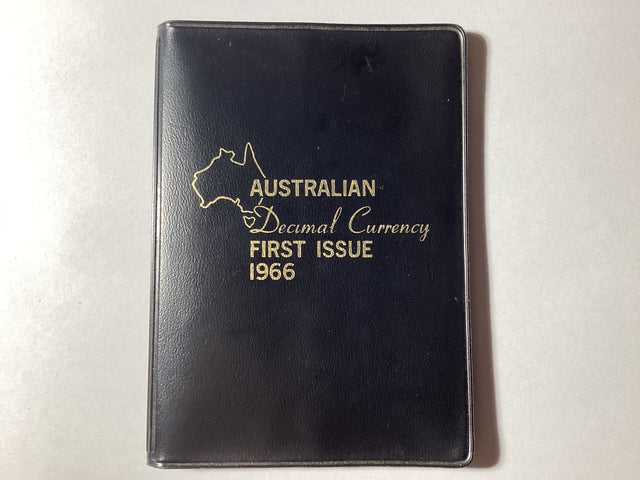 AUSTRALIAN
Decimal Currency
FIRST ISSUE
1966